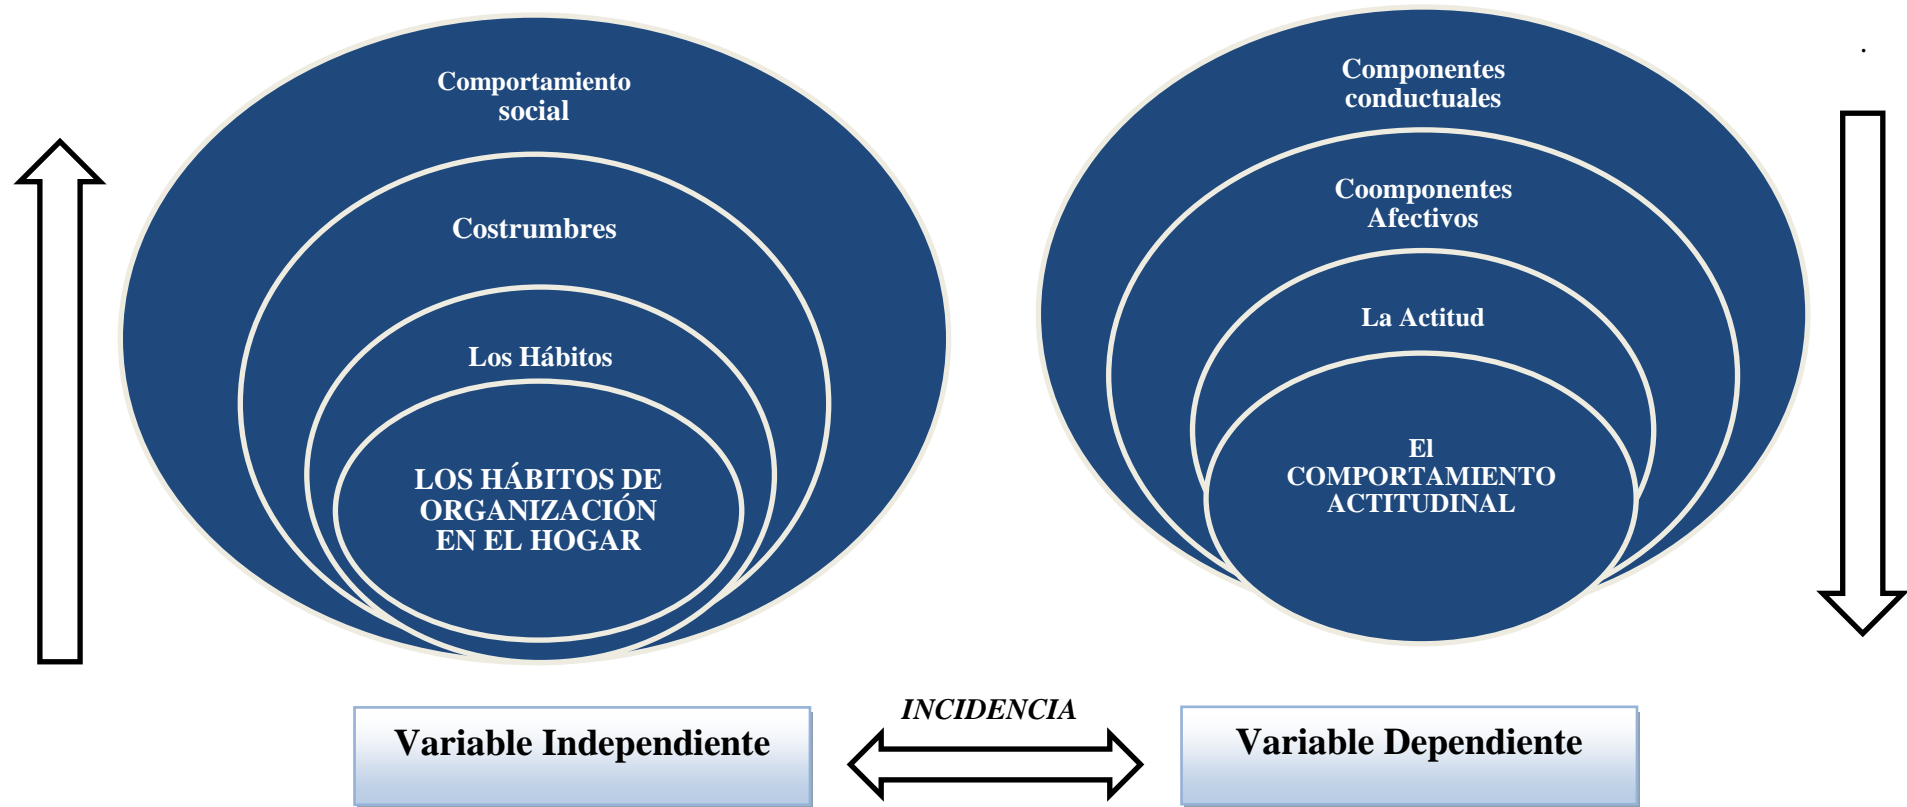 Comportamiento
social
Costrumbres
Los Hábitos
LOS HÁBITOS DE
ORGANIZACIÓN
EN EL HOGAR
Componentes
conductuales
Coomponentes
Afectivos
La Actitud
El
COMPORTAMIENTO
ACTITUDINAL
.
Variable Independiente
INCIDENCIA
Variable Dependiente